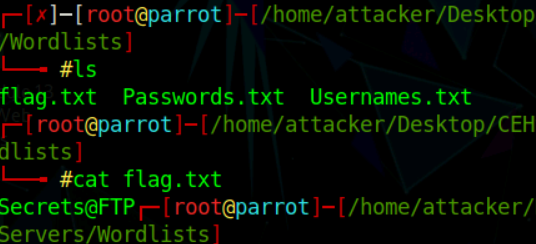 ┌─[✗]─[root@parrot]─[/home/attacker/Desktop
/Wordlists]
└──╼ #ls
flag.txt  Passwords.txt  Usernames.txt
┌─[root@parrot]─[/home/attacker/Desktop/CEH
dlists]
└──╼ #cat flag.txt
Secrets@FTP┌─[root@parrot]─[/home/attacker/
Servers/Wordlists]